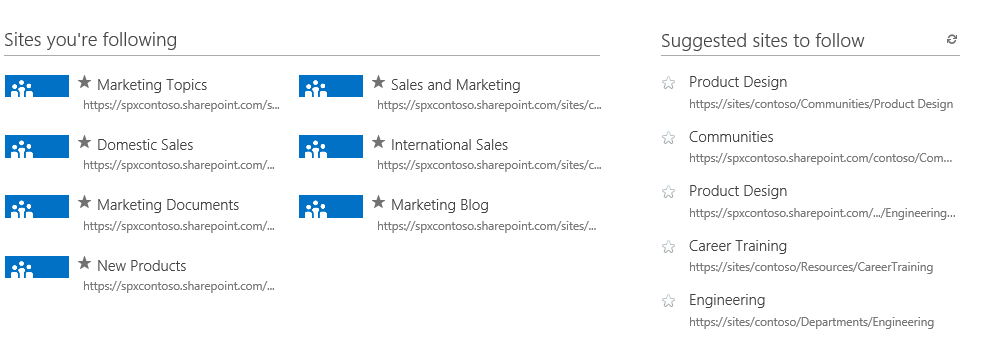 Sites you're following
Marketing Topics
https://spxcontoso.sharepoint.com/s...
Sales and Marketing
https://spxcontoso.sharepoint.com/sites/c...
Domestic Sales
https://spxcontoso.sharepoint.com/...
International Sales
https://spxcontoso.sharepoint.com/sites/c...
Marketing Documents
https://spxcontoso.sharepoint.com/...
Marketing Blog
https://spxcontoso.sharepoint.com/sites/...
New Products
https://spxcontoso.sharepoint.com/...
Suggested sites to follow
Product Design
https://sites/contoso/Communities/Product Design
Communities
https://spxcontoso.sharepoint.com/contoso/Com...
Product Design
https://spxcontoso.sharepoint.com/.../Engineering...
Career Training
https://sites/contoso/Resources/CareerTraining
Engineering
https://sites/contoso/Departments/Engineering